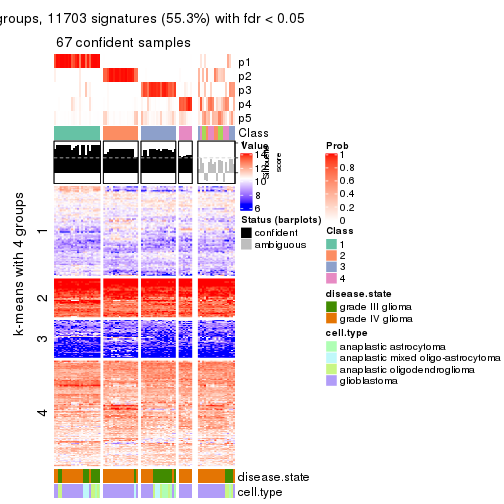 groups, 11703 signatures (55.3%) with fdr < 0.05
67 confident samples
p1
p2
p3
p4
p5
Class
Silhouette
score
k-means with 4 groups
1
2
3
4
disease.state
cell.type
Value
14
12
10
8
6
Status (barplots)
confident
ambiguous
Prob
1
0.8
0.6
0.4
0.2
0
Class
1
2
3
4
disease.state
grade III glioma
grade IV glioma
cell.type
anaplastic astrocytoma
anaplastic mixed oligo-astrocytoma
anaplastic oligodendroglioma
glioblastoma